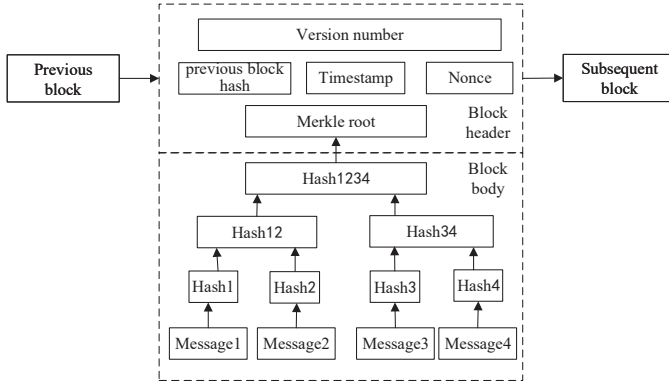 Version number
Previous
block
previous block
hash
Timestamp
Nonce
Subsequent
block
Merkle root
Block
header
Hash1234
Block
body
Hash12
Hash34
Hash1
Hash2
Hash3
Hash4
Message1
Message2
Message3
Message4